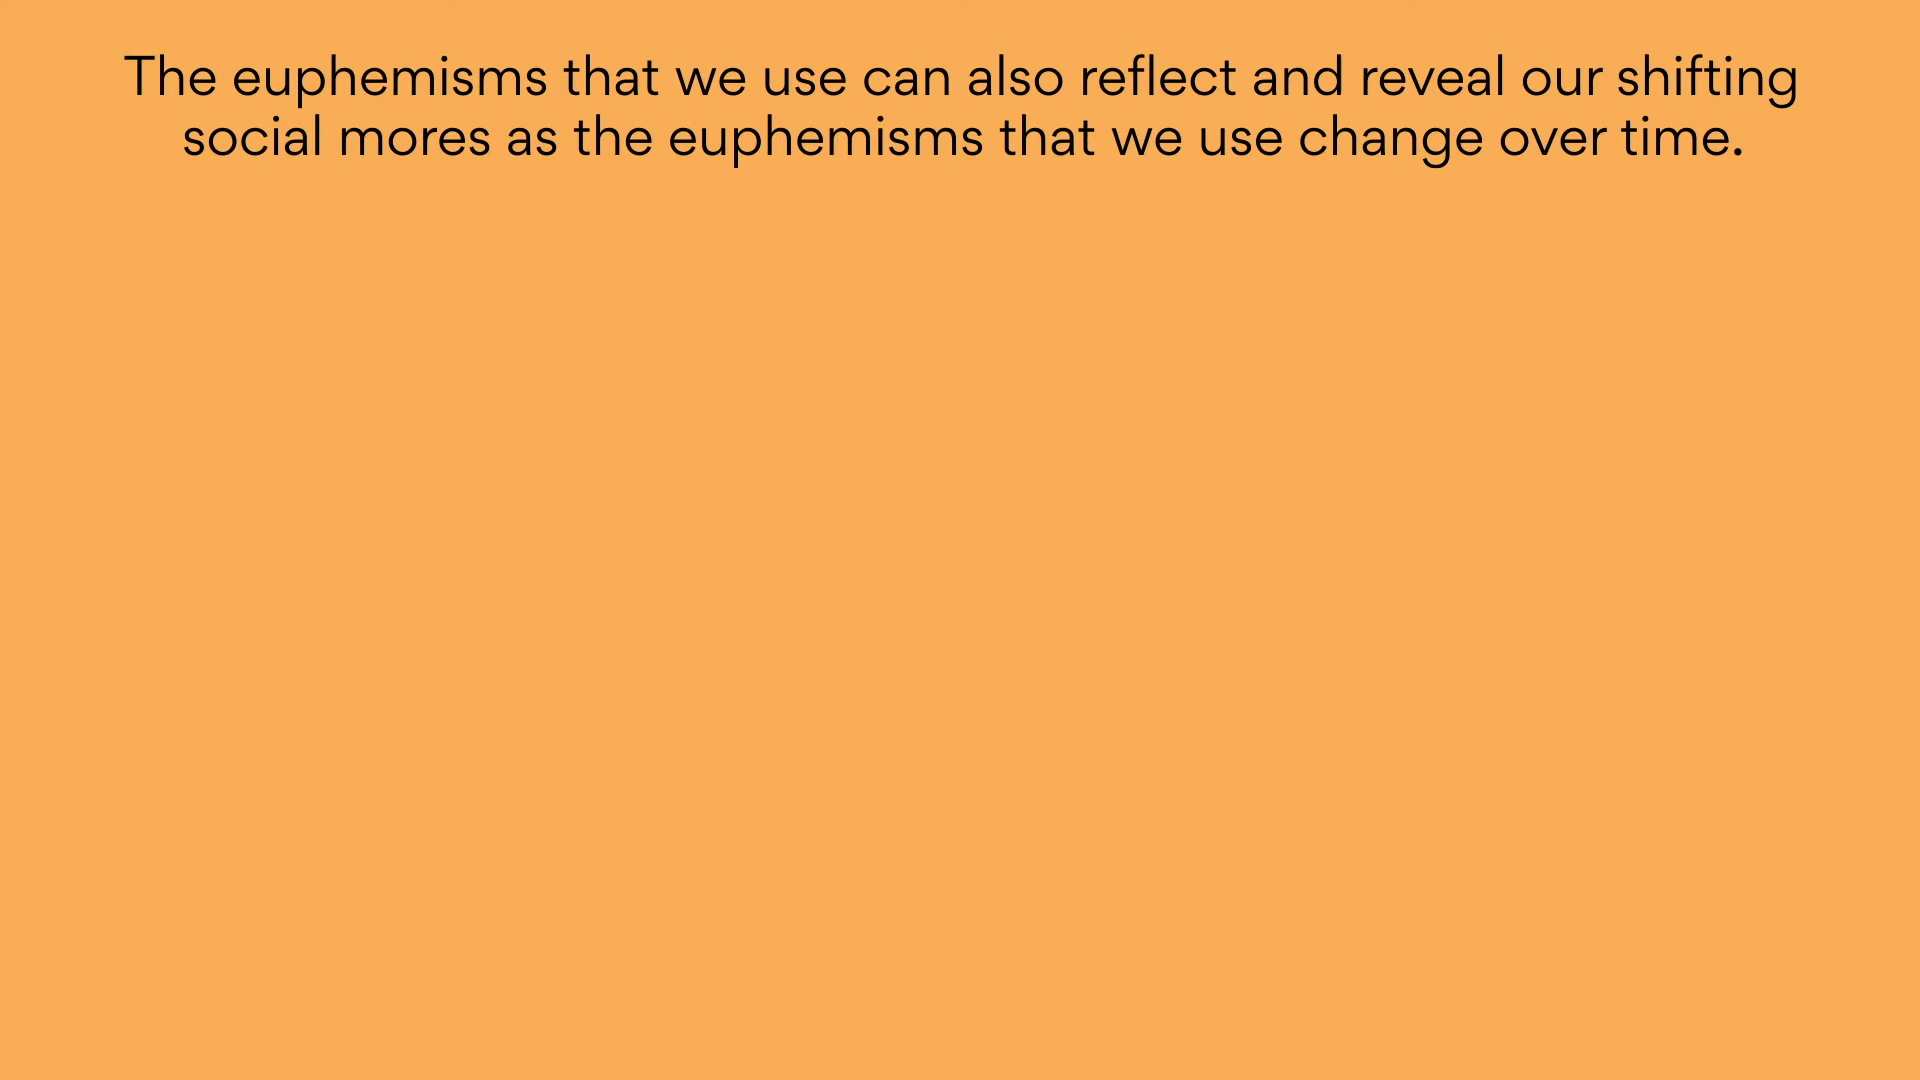 The euphemisms that we use can also reflect and reveal our shifting
social mores as the euphemisms that we use change over time.